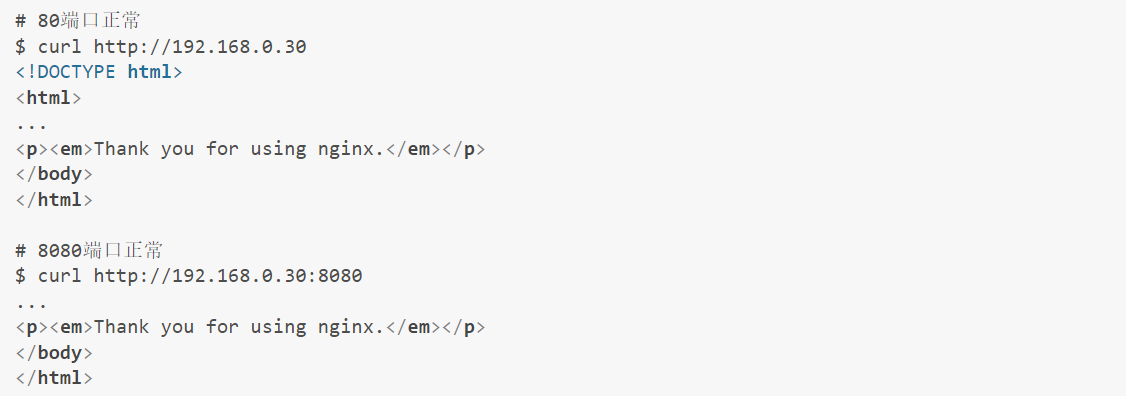 # 80端口正常
$ curl http://192.168.0.30
<!DOCTYPE html>
<html>
...
<p><em>Thank you for using nginx.</em></p>
</body>
</html>
# 8080端口正常
$ curl http://192.168.0.30:8080
...
<p><em>Thank you for using nginx.</em></p>
</body>
</html>